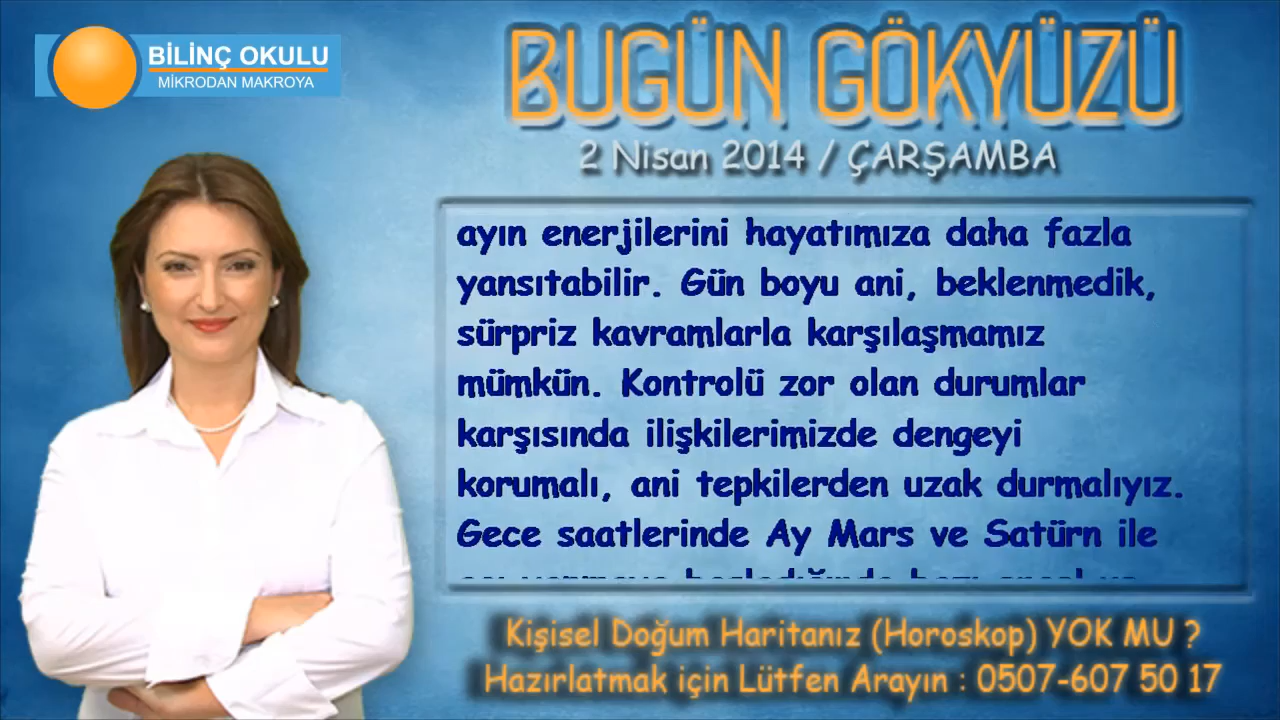 BİLİNÇ OKULU
MİKRODAN MAKROYA
BUGÜN GÖKYÜZÜ
2 Nisan 2014 / ÇARŞAMBA
ayın enerjilerini hayatımıza daha fazla
yansıtabilir. Gün boyu ani, beklenmedik,
sürpriz kavramlarla karşılaşmamız
mümkün. Kontrolü zor olan durumlar
karşısında ilişkilerimizde dengeyi
korumalı, ani tepkilerden uzak durmalıyız.
Gece saatlerinde Ay Mars ve Satürn ile
Kişisel Doğum Haritanız (Horoskop) YOK MU ?
Hazırlatmak için Lütfen Arayın : 0507-607 50 17